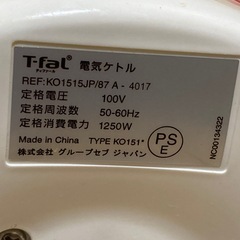 T-fal 電気ケトル
ティファール
REF:KO1515JP/87 A - 4017
定格電圧 100V
定格周波数 50-60Hz
定格消費電力 1250W
Made in China TYPE KO151*
株式会社 グループセブ ジャパン
PS
E
NC00134322